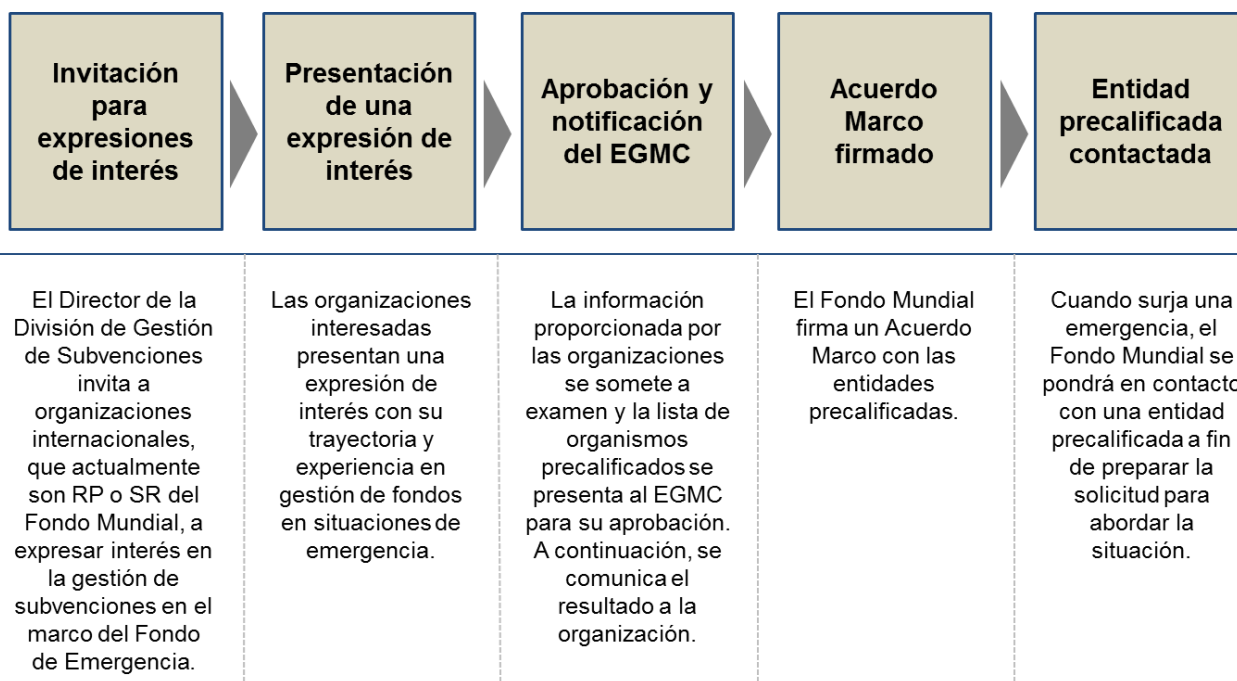 Invitación
para
expresiones
de interés
Presentación
de una
expresión de
interés
Aprobación y
notificación
del EGMC
Acuerdo
Marco
firmado
Entidad
precalificada
contactada
El Director de la
División de Gestión
de Subvenciones
invita a
organizaciones
internacionales,
que actualmente
son RP o SR del
Fondo Mundial, a
expresar interés en
la gestión de
subvenciones en el
marco del Fondo
de Emergencia.
Las organizaciones
interesadas
presentan una
expresión de
interés con su
trayectoria y
experiencia en
gestión de fondos
en situaciones de
emergencia.
La información
proporcionada por
las organizaciones
se somete a
examen y la lista de
organismos
precalificados se
presenta al EGMC
para su aprobación.
A continuación, se
comunica el
resultado a la
organización.
El Fondo Mundial
firma un Acuerdo
Marco con las
entidades
precalificadas.
Cuando surja una
emergencia, el
Fondo Mundial se
pondrá en contacto
con una entidad
precalificada a fin
de preparar la
solicitud para
abordar la
situación.